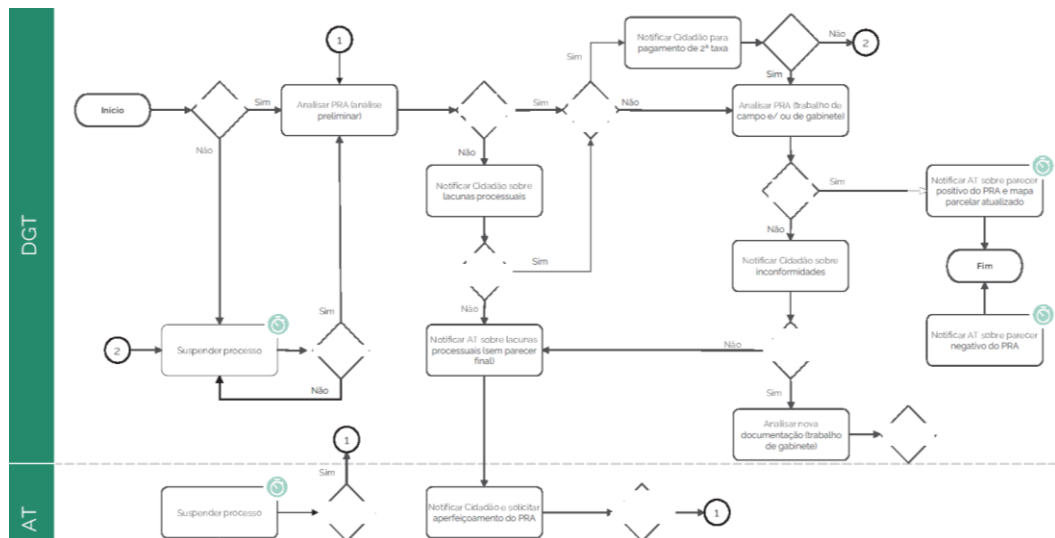 DGT
AT
Início
Sim
Não
1
Analisar PRA (análise
preliminar)
2
Suspender processo
Sim
Não
Sim
Não
Notificar Cidadão sobre
lacunas processuais
Sim
Não
Notificar AT sobre lacunas
processuais (sem parecer
final)
Sim
Não
Notificar Cidadão para
pagamento de 2ª taxa
Não
2
Sim
Analisar PRA (trabalho de
campo e/ ou de gabinete)
Sim
Não
Notificar Cidadão sobre
inconformidades
Não
Sim
Analisar nova
documentação (trabalho
de gabinete)
Notificar AT sobre parecer
positivo do PRA e mapa
parcelar atualizado
Fim
Notificar AT sobre parecer
negativo do PRA
Suspender processo
Sim
1
Notificar Cidadão e solicitar
aperfeiçoamento do PRA
1